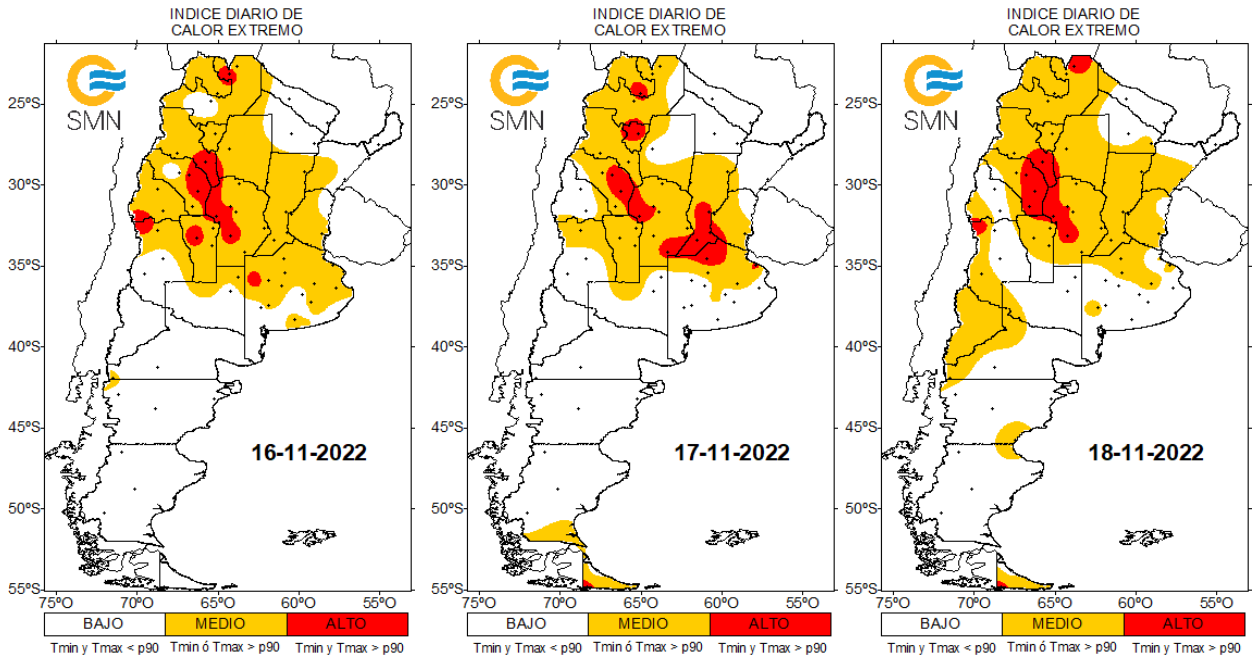 INDICE DIARIO DE
CALOR EXTREMO
SMN
25ºS
30ºS
35ºS
40ºS
45ºS
50ºS
55ºS
16-11-2022
75ºO 70ºO 65ºO 60ºO 55ºO
BAJO MEDIO ALTO
Tmin y Tmax < p90 Tmin ó Tmax > p90 Tmin y Tmax > p90
INDICE DIARIO DE
CALOR EXTREMO
SMN
25ºS
30ºS
35ºS
40ºS
45ºS
50ºS
55ºS
17-11-2022
75ºO 70ºO 65ºO 60ºO 55ºO
BAJO MEDIO ALTO
Tmin y Tmax < p90 Tmin ó Tmax > p90 Tmin y Tmax > p90
INDICE DIARIO DE
CALOR EXTREMO
SMN
25ºS
30ºS
35ºS
40ºS
45ºS
50ºS
55ºS
18-11-2022
75ºO 70ºO 65ºO 60ºO 55ºO
BAJO MEDIO ALTO
Tmin y Tmax < p90 Tmin ó Tmax > p90 Tmin y Tmax > p90